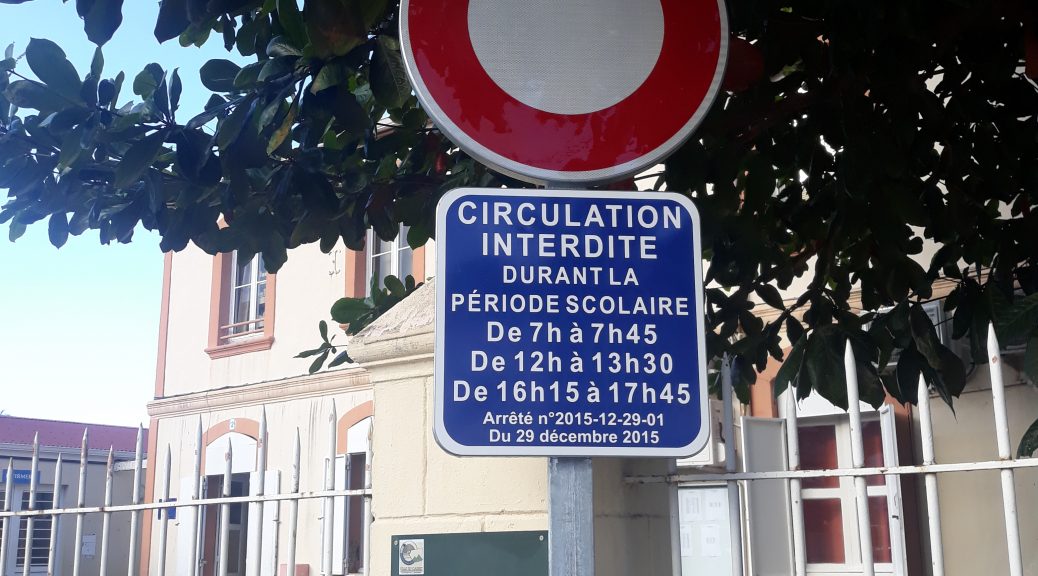 CIRCULATION
INTERDITE
DURANT LA
PÉRIODE SCOLAIRE
De 7h à 7h45
De 12h à 13h30
De 16h15 à 17h45
Arrêté n°2015-12-29-01
Du 29 décembre 2015